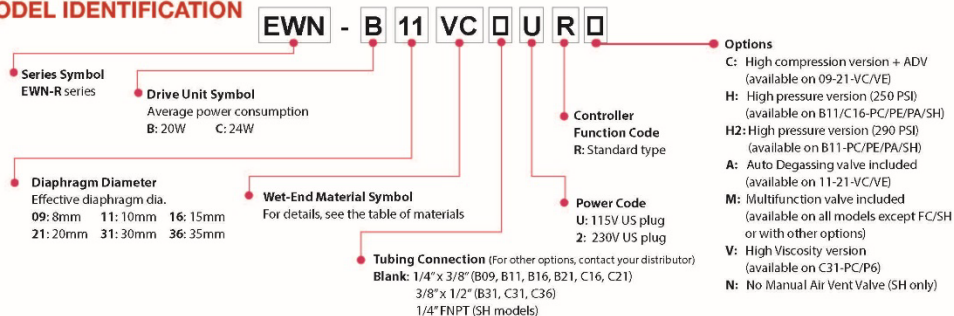 ODEL IDENTIFICATION
EWN - B 11 VC □ U R □
Series Symbol
EWN-R series
Drive Unit Symbol
Average power consumption
B: 20W C: 24W
Diaphragm Diameter
Effective diaphragm dia.
09: 8mm 11: 10mm 16: 15mm
21: 20mm 31: 30mm 36: 35mm
Wet-End Material Symbol
For details, see the table of materials
Tubing Connection (For other options, contact your distributor)
Blank: 1/4" x 3/8" (B09, B11, B16, B21, C16, C21)
3/8" x 1/2" (B31, C31, C36)
1/4" FNPT (SH models)
Power Code
U: 115V US plug
2: 230V US plug
Controller
Function Code
R: Standard type
Options
C: High compression version + ADV
(available on 09-21-VC/VE)
H: High pressure version (250 PSI)
(available on B11/C16-PC/PE/PA/SH)
H2: High pressure version (290 PSI)
(available on B11-PC/PE/PA/SH)
A: Auto Degassing valve included
(available on 11-21-VC/VE)
M: Multifunction valve included
(available on all models except FC/SH
or with other options)
V: High Viscosity version
(available on C31-PC/P6)
N: No Manual Air Vent Valve (SH only)